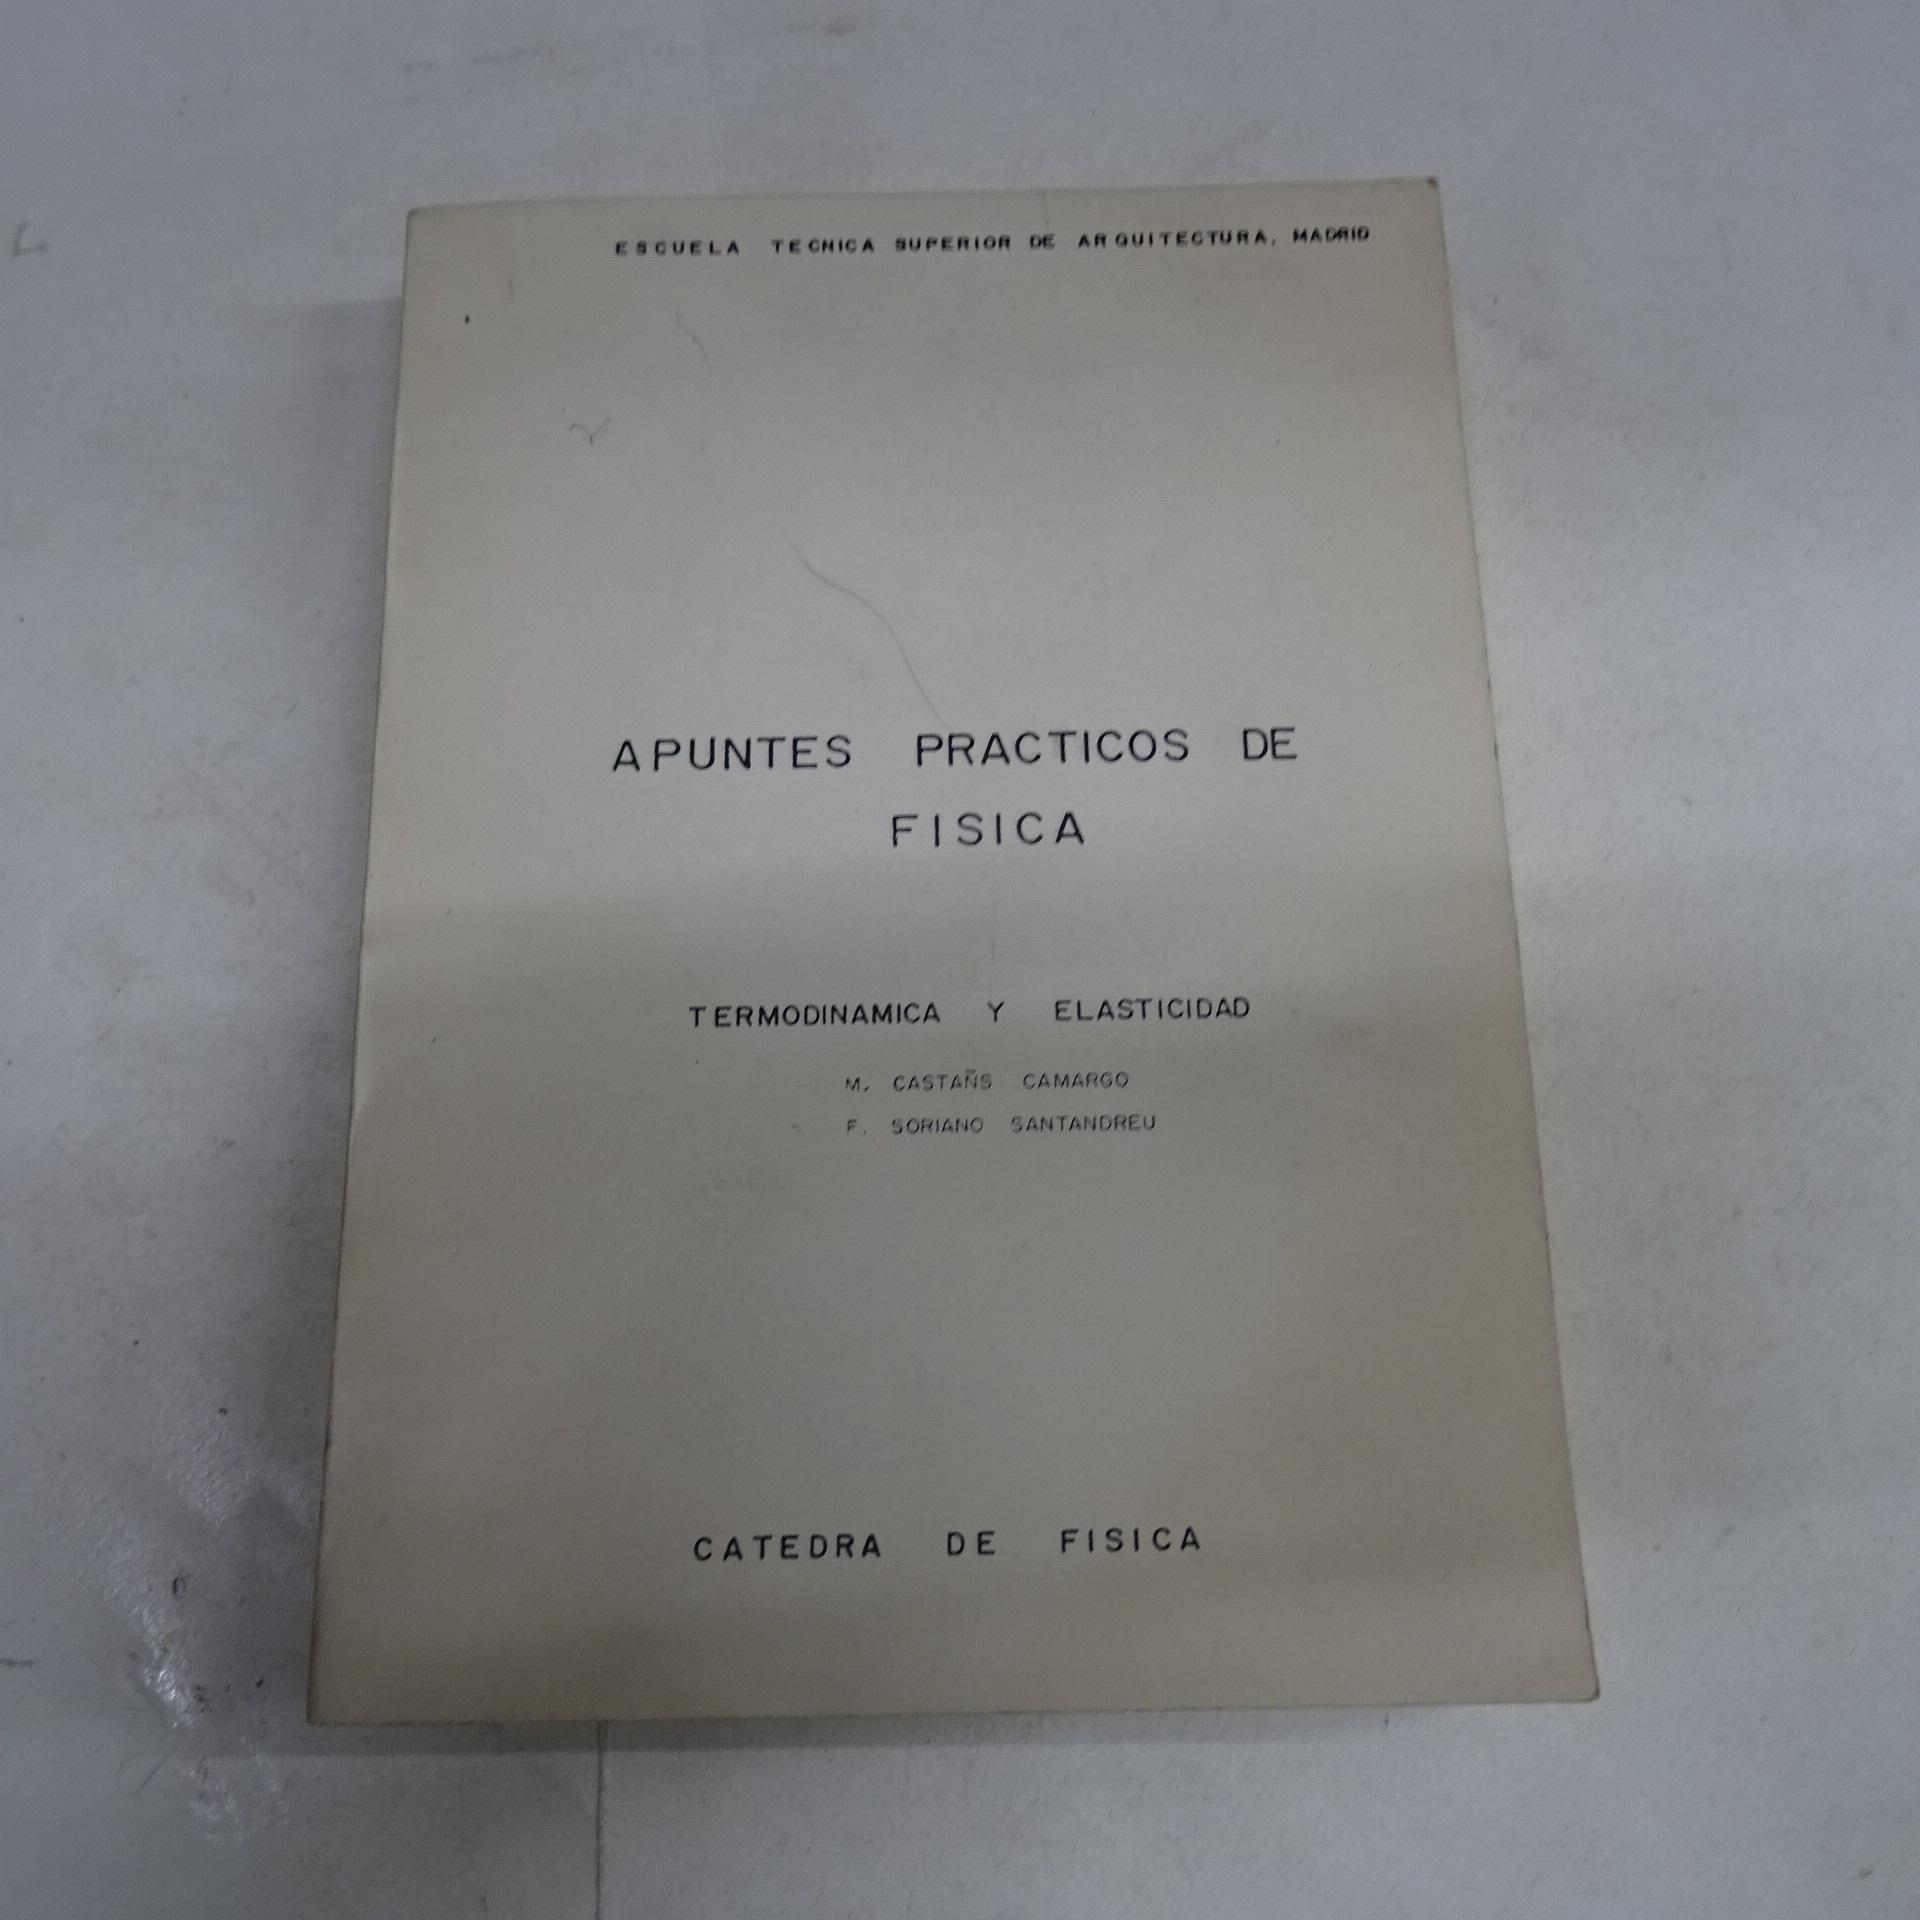 ESCUELA TECNICA SUPERIOR DE ARQUITECTURA, MADRID
APUNTES PRACTICOS DE
FISICA
TERMODINAMICA Y ELASTICIDAD
M. CASTAÑS CAMARGO
F. SORIANO SANTANDREU
CATEDRA DE FISICA